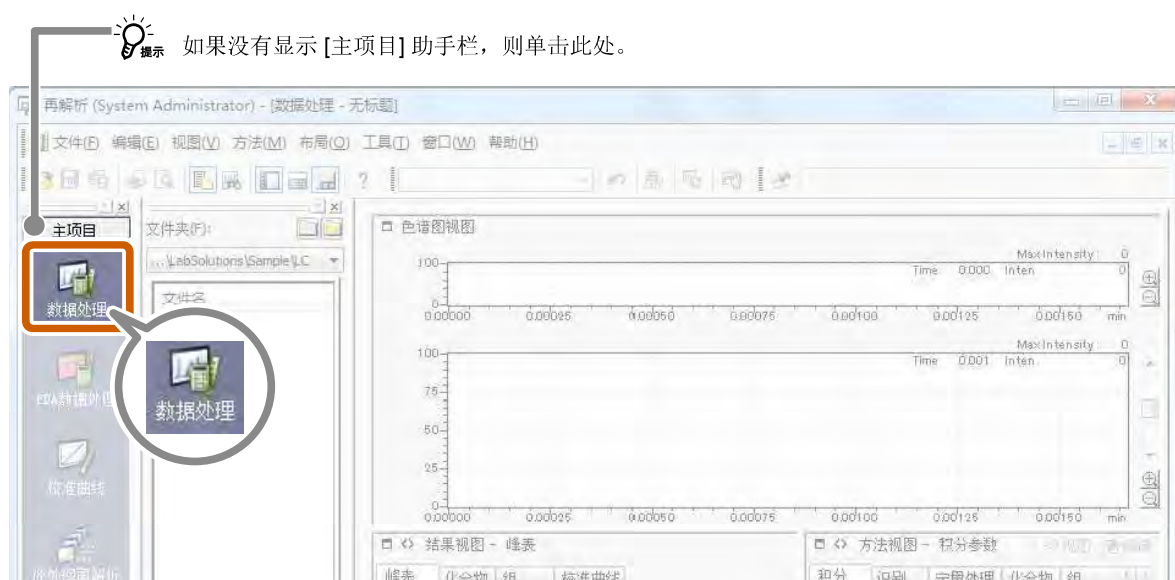 提示 如果没有显示 [主项目] 助手栏，则单击此处。
再解析 (System Administrator) - [数据处理 - 无标题]
文件(F) 编辑(E) 视图(V) 方法(M) 布局(O) 工具(T) 窗口(W) 帮助(H)
主项目
文件夹(F):
...\LabSolutions\Sample\LC
文件名
数据处理
数据处理
PDA数据处理
校准曲线
色谱图视图
Max Intensity : 0
Time 0.000 Inten. 0
100
0
0.00000 0.00025 0.00050 0.00075 0.00100 0.00125 0.00150 min
Max Intensity : 0
Time 0.001 Inten. 0
100
75
50
25
0
0.00000 0.00025 0.00050 0.00075 0.00100 0.00125 0.00150 min
结果视图 - 峰表
峰表 化合物 组 校准曲线
方法视图 - 积分参数
积分 识别 定量处理 化合物 组